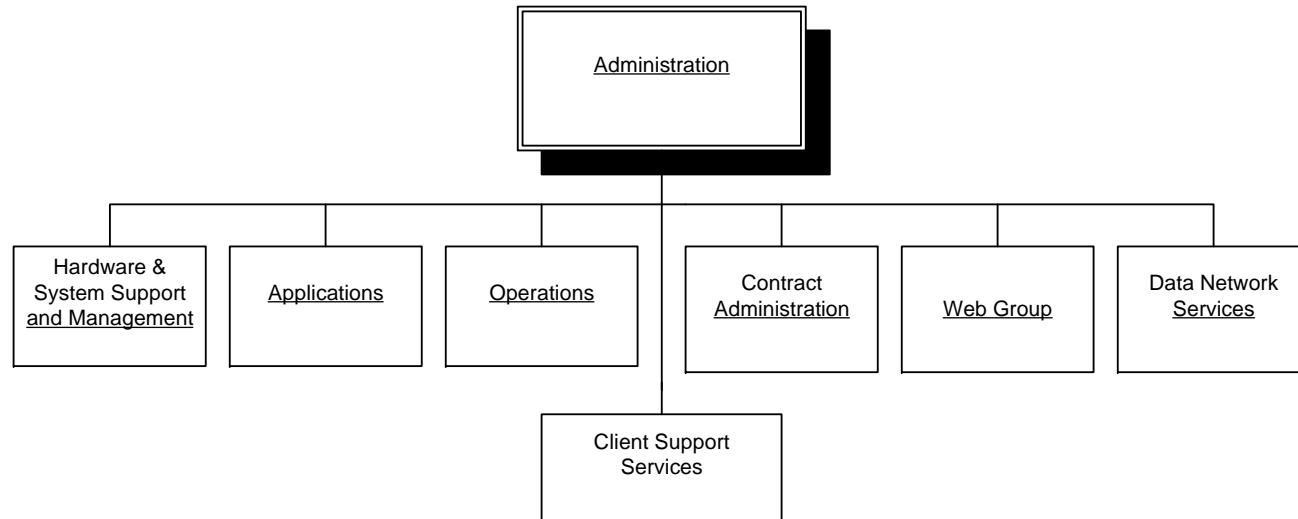 Administration
Hardware &
System Support
and Management
Applications
Operations
Contract
Administration
Web Group
Data Network
Services
Client Support
Services